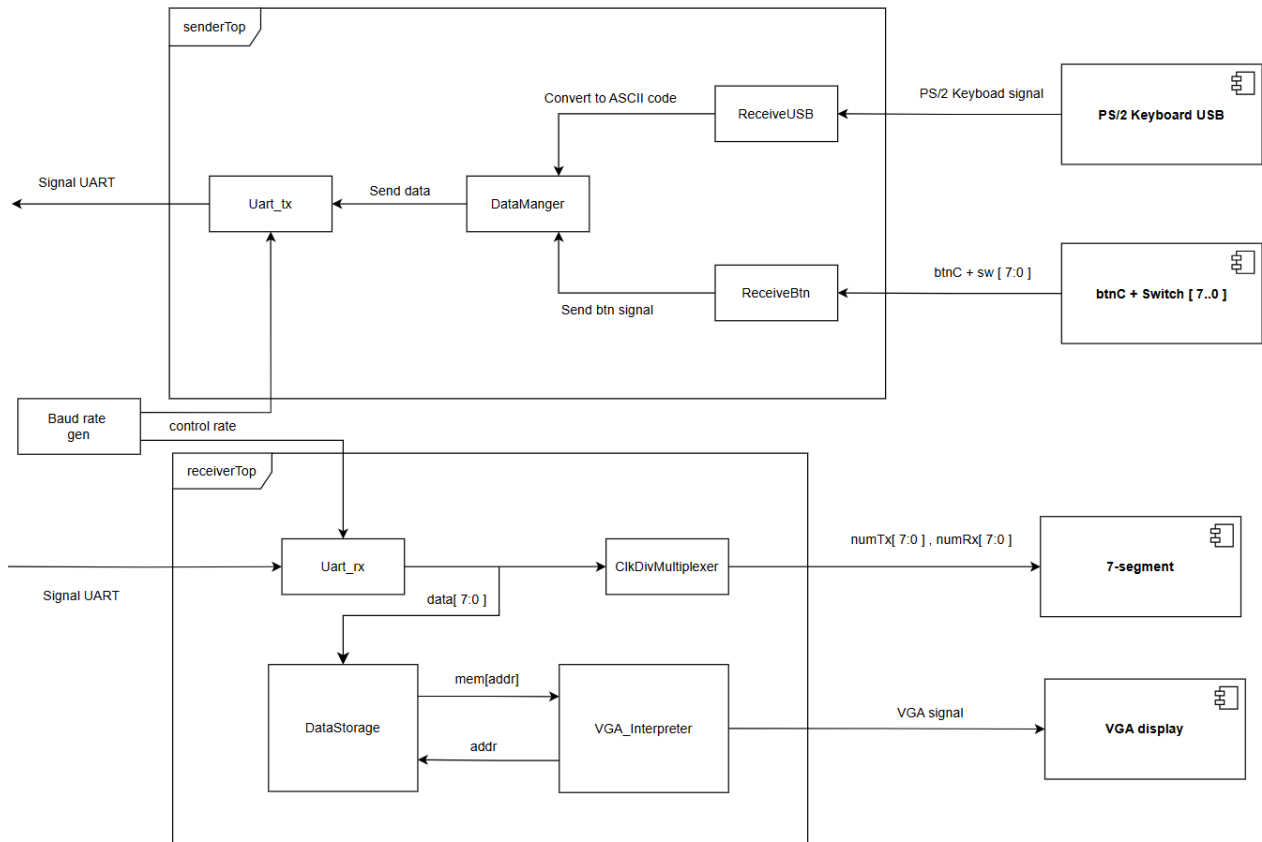 senderTop
Convert to ASCII code
ReceiveUSB
PS/2 Keyboad signal
PS/2 Keyboard USB
Signal UART
Uart_tx
Send data
DataManger
Send btn signal
ReceiveBtn
btnC + sw [ 7:0 ]
btnC + Switch [ 7..0 ]
Baud rate
gen
control rate
receiverTop
Signal UART
Uart_rx
data[ 7:0 ]
ClkDivMultiplexer
numTx[ 7:0 ] , numRx[ 7:0 ]
7-segment
DataStorage
mem[addr]
addr
VGA_Interpreter
VGA signal
VGA display